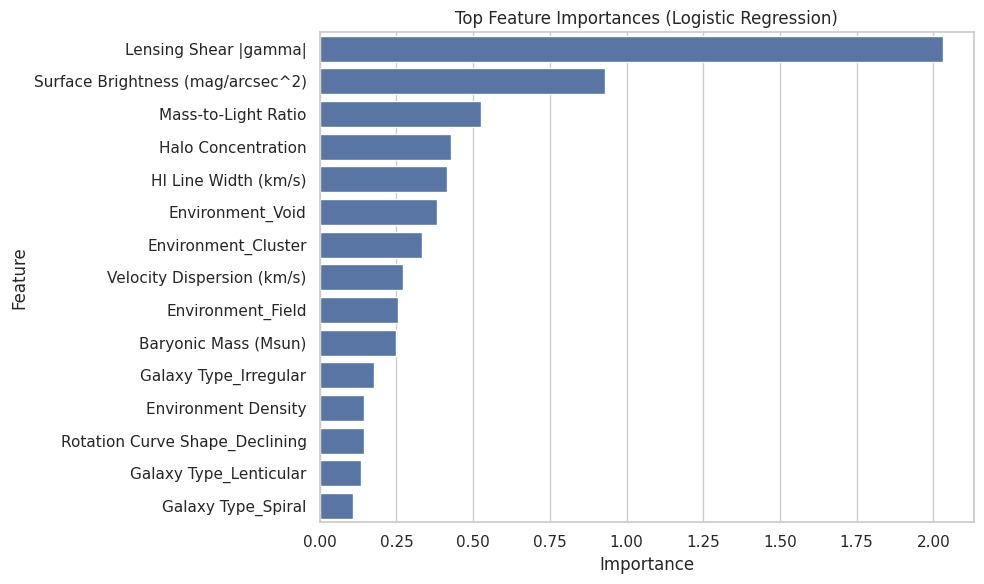 Top Feature Importances (Logistic Regression)
Feature
Lensing Shear |gamma|
Surface Brightness (mag/arcsec^2)
Mass-to-Light Ratio
Halo Concentration
HI Line Width (km/s)
Environment_Void
Environment_Cluster
Velocity Dispersion (km/s)
Environment_Field
Baryonic Mass (Msun)
Galaxy Type_Irregular
Environment Density
Rotation Curve Shape_Declining
Galaxy Type_Lenticular
Galaxy Type_Spiral
0.00 0.25 0.50 0.75 1.00 1.25 1.50 1.75 2.00
Importance